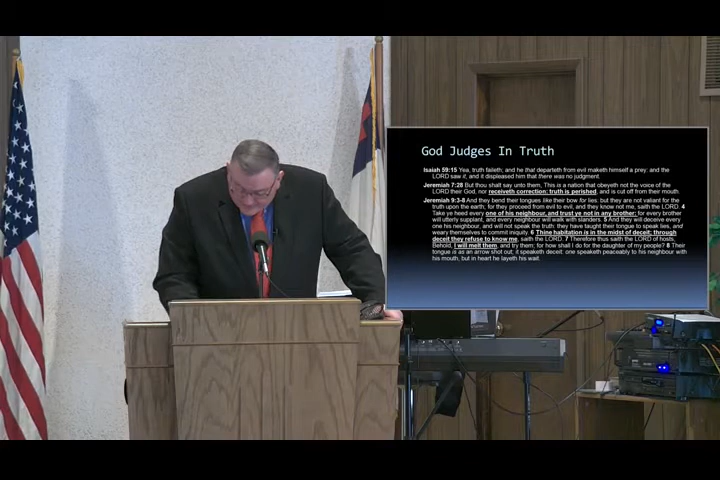 God Judges In Truth
Isaiah 59:15 Yea, truth faileth; and he that departeth from evil maketh himself a prey: and the
LORD saw it, and it displeased him that there was no judgment.
Jeremiah 7:28 But thou shalt say unto them, This is a nation that obeyeth not the voice of the
LORD their God, nor receiveth correction: truth is perished, and is cut off from their mouth.
Jeremiah 9:3-8 And they bend their tongues like their bow for lies: but they are not valiant for the
truth upon the earth; for they proceed from evil to evil, and they know not me, saith the LORD. 4
Take ye heed every one of his neighbour, and trust ye not in any brother: for every brother
will utterly supplant, and every neighbour will walk with slanders. 5 And they will deceive every
one his neighbour, and will not speak the truth: they have taught their tongue to speak lies, and
weary themselves to commit iniquity. 6 Thine habitation is in the midst of deceit; through
deceit they refuse to know me, saith the LORD. 7 Therefore thus saith the LORD of hosts,
Behold, I will melt them, and try them; for how shall I do for the daughter of my people? 8 Their
tongue is as an arrow shot out; it speaketh deceit: one speaketh peaceably to his neighbour with
his mouth, but in heart he layeth his wait.